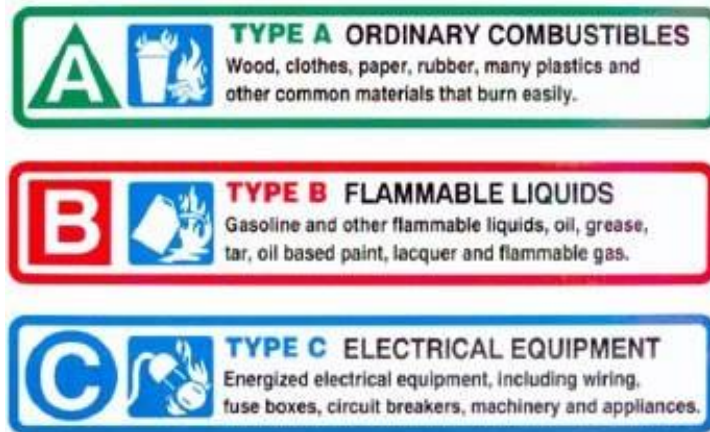 A
TYPE A ORDINARY COMBUSTIBLES
Wood, clothes, paper, rubber, many plastics and
other common materials that burn easily.
B
TYPE B FLAMMABLE LIQUIDS
Gasoline and other flammable liquids, oil, grease,
tar, oil based paint, lacquer and flammable gas.
C
TYPE C ELECTRICAL EQUIPMENT
Energized electrical equipment, including wiring,
fuse boxes, circuit breakers, machinery and appliances.